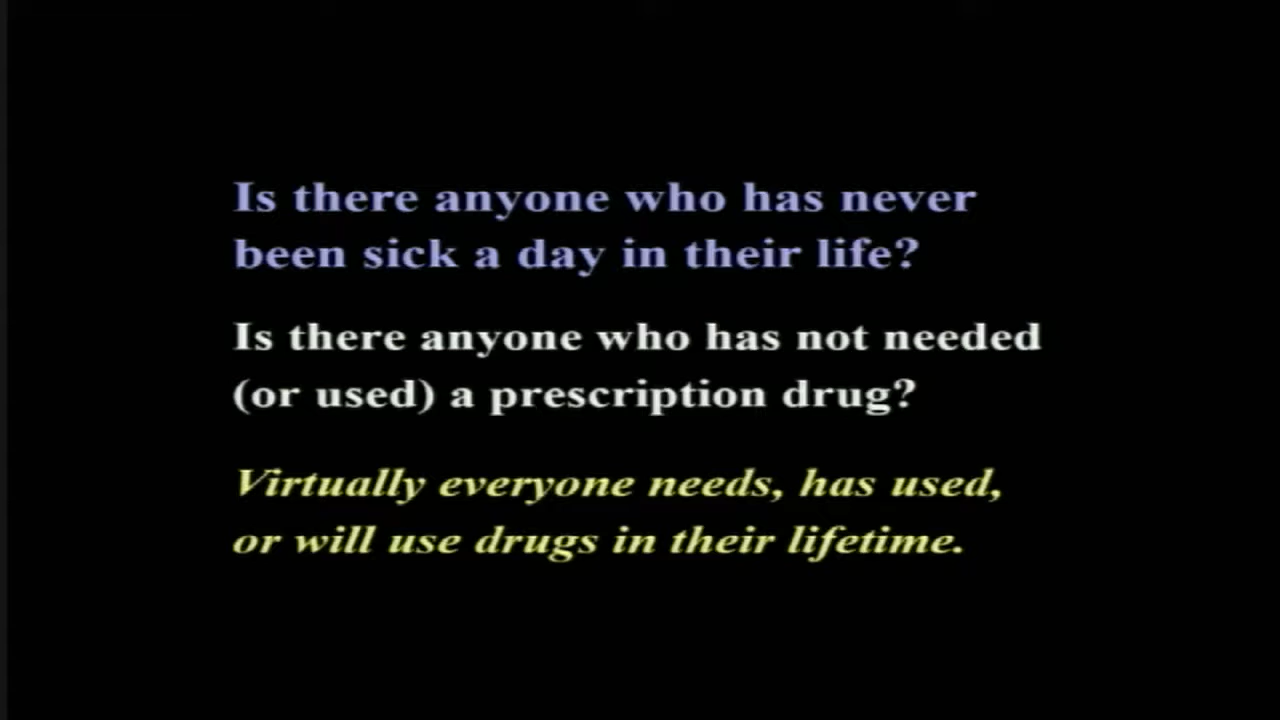 Is there anyone who has never
been sick a day in their life?
Is there anyone who has not needed
(or used) a prescription drug?
Virtually everyone needs, has used,
or will use drugs in their lifetime.